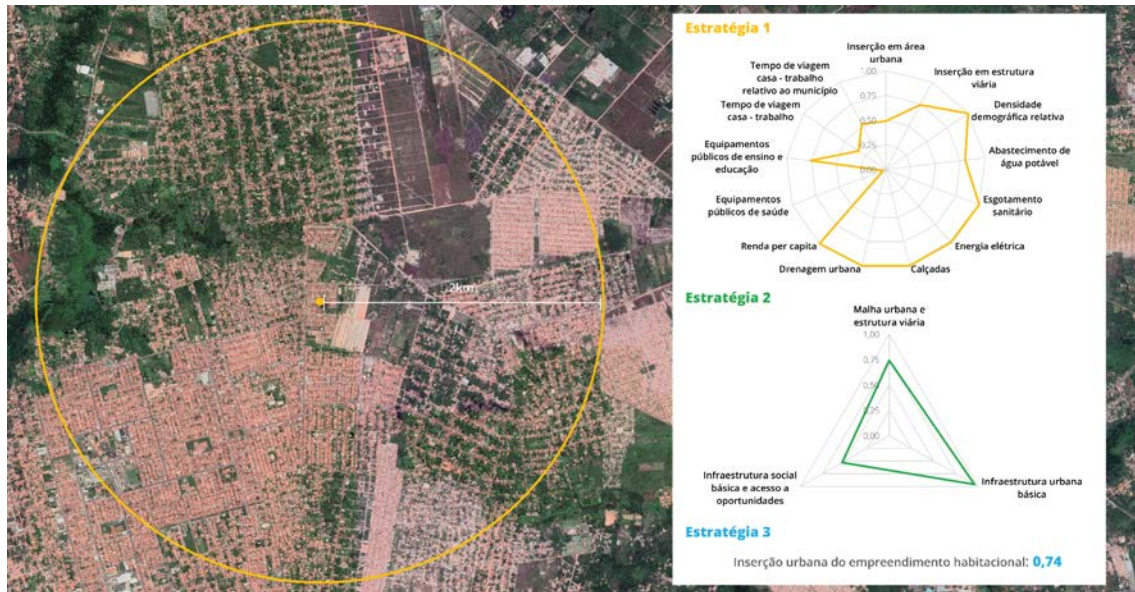 Estratégia 1
Inserção em área
urbana
1,00
Tempo de viagem
casa - trabalho
relativo ao município
Inserção em estrutura
viária
0,75
Tempo de viagem
casa - trabalho
Densidade
demográfica relativa
0,50
Equipamentos
públicos de ensino e
educação
0,25
Abastecimento de
água potável
0,00
Equipamentos
públicos de saúde
Esgotamento
sanitário
Renda per capita
Energia elétrica
Drenagem urbana
Calçadas
2km
Estratégia 2
Malha urbana e
estrutura viária
1,00
0,75
0,50
0,25
0,00
Infraestrutura social
básica e acesso a
oportunidades
Infraestrutura urbana
básica
Estratégia 3
Inserção urbana do empreendimento habitacional: 0,74